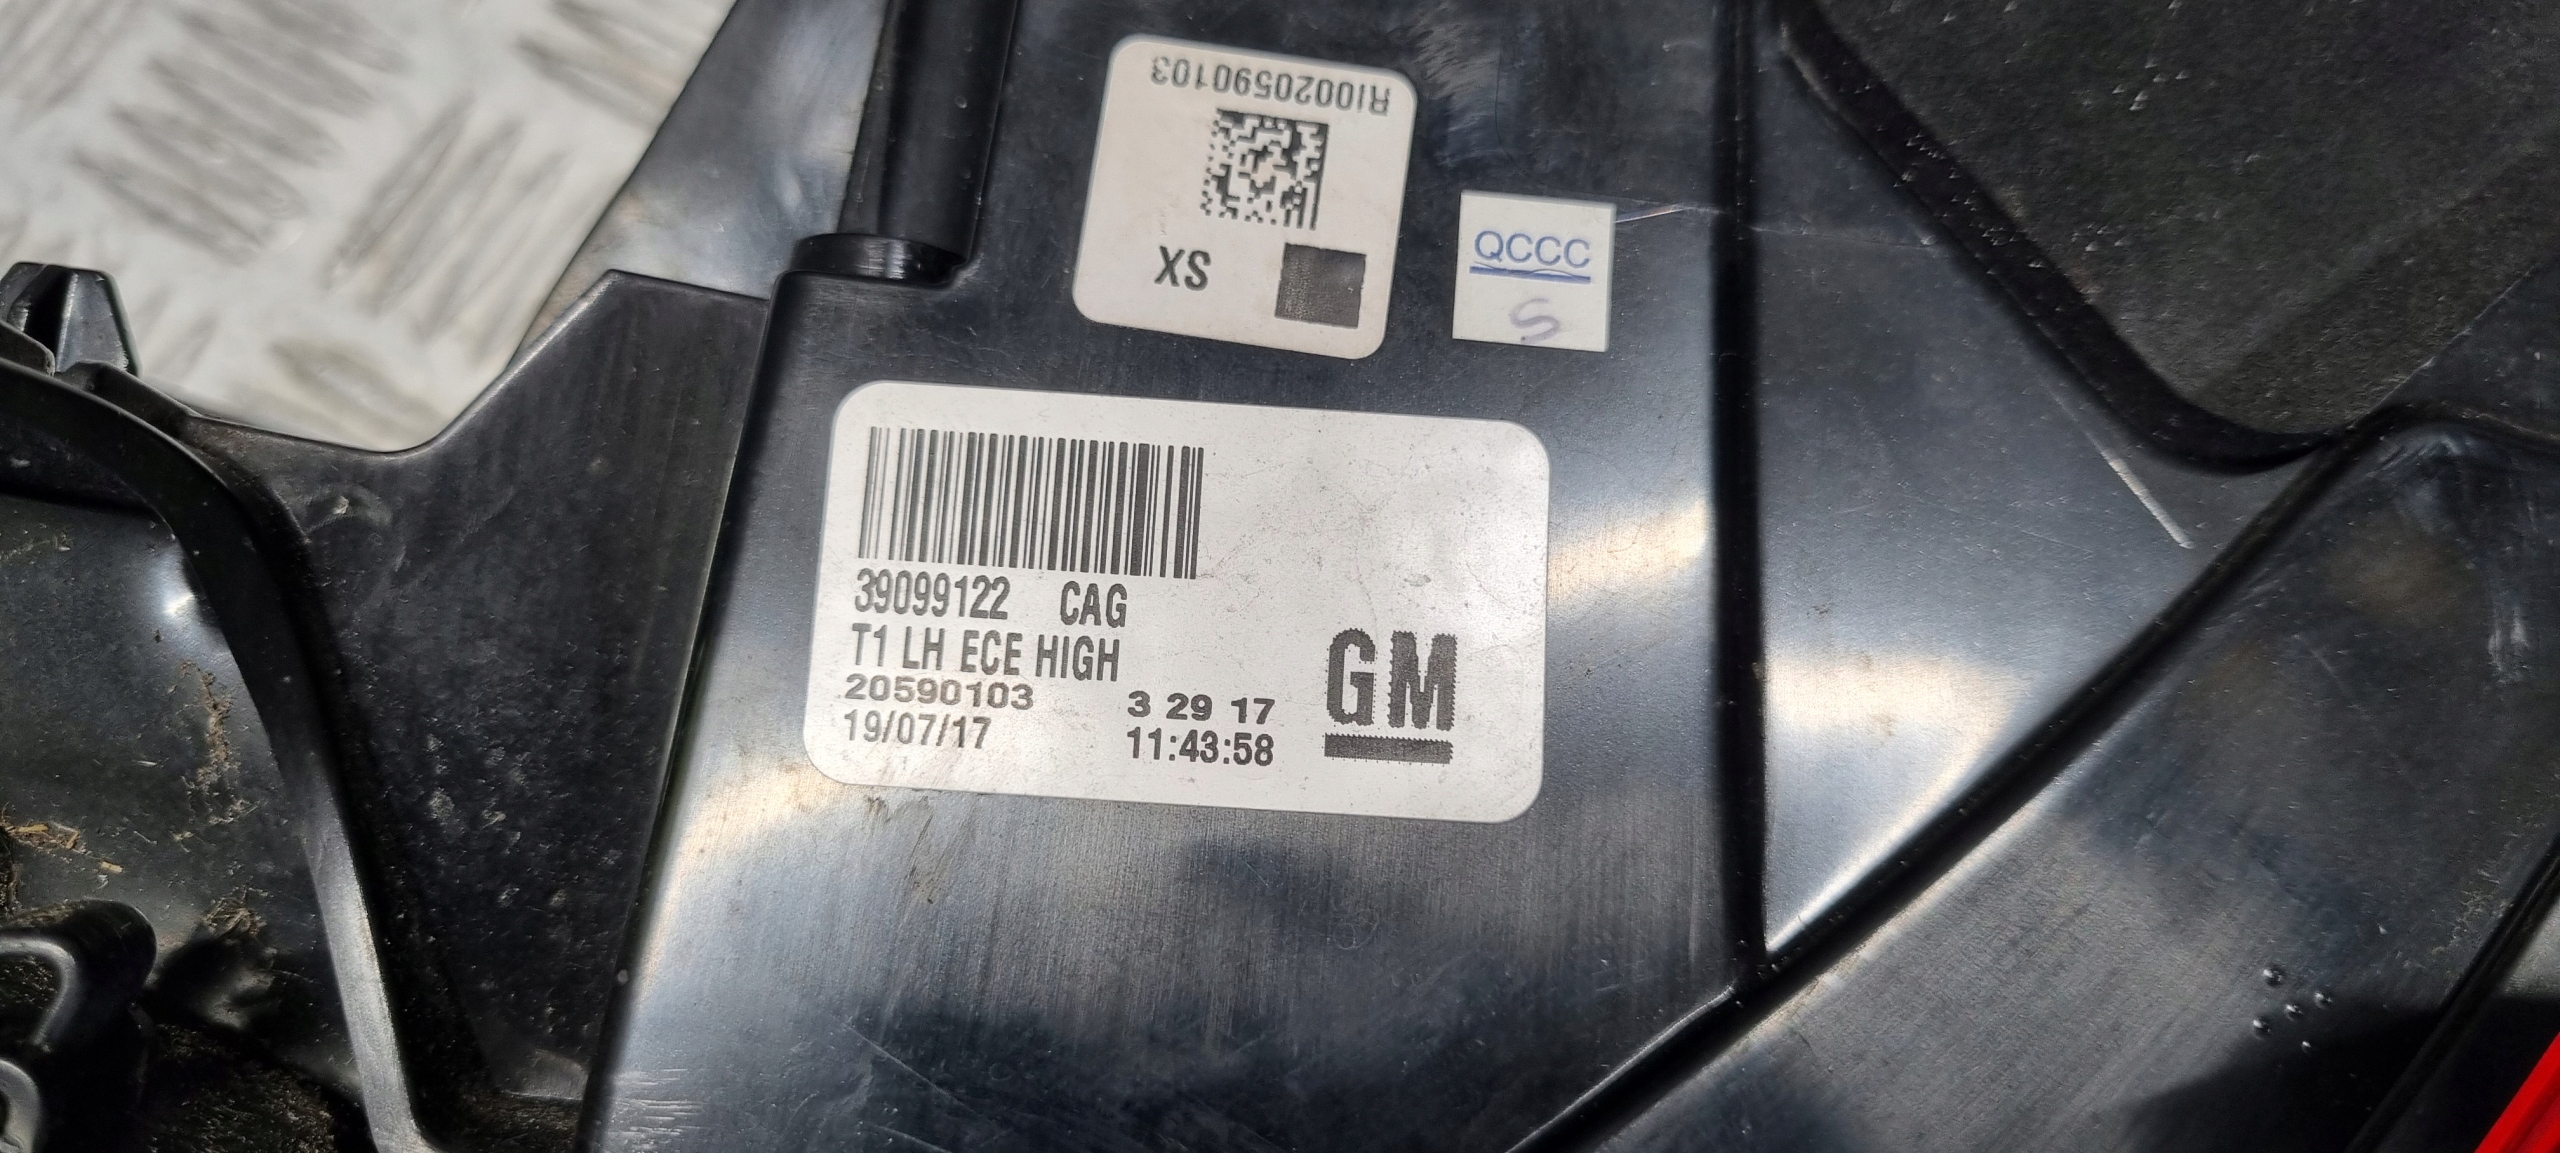 RI0020590103
XS
QCCC
S
39099122 CAG
T1 LH ECE HIGH
20590103 3 29 17
19/07/17 11:43:58
GM